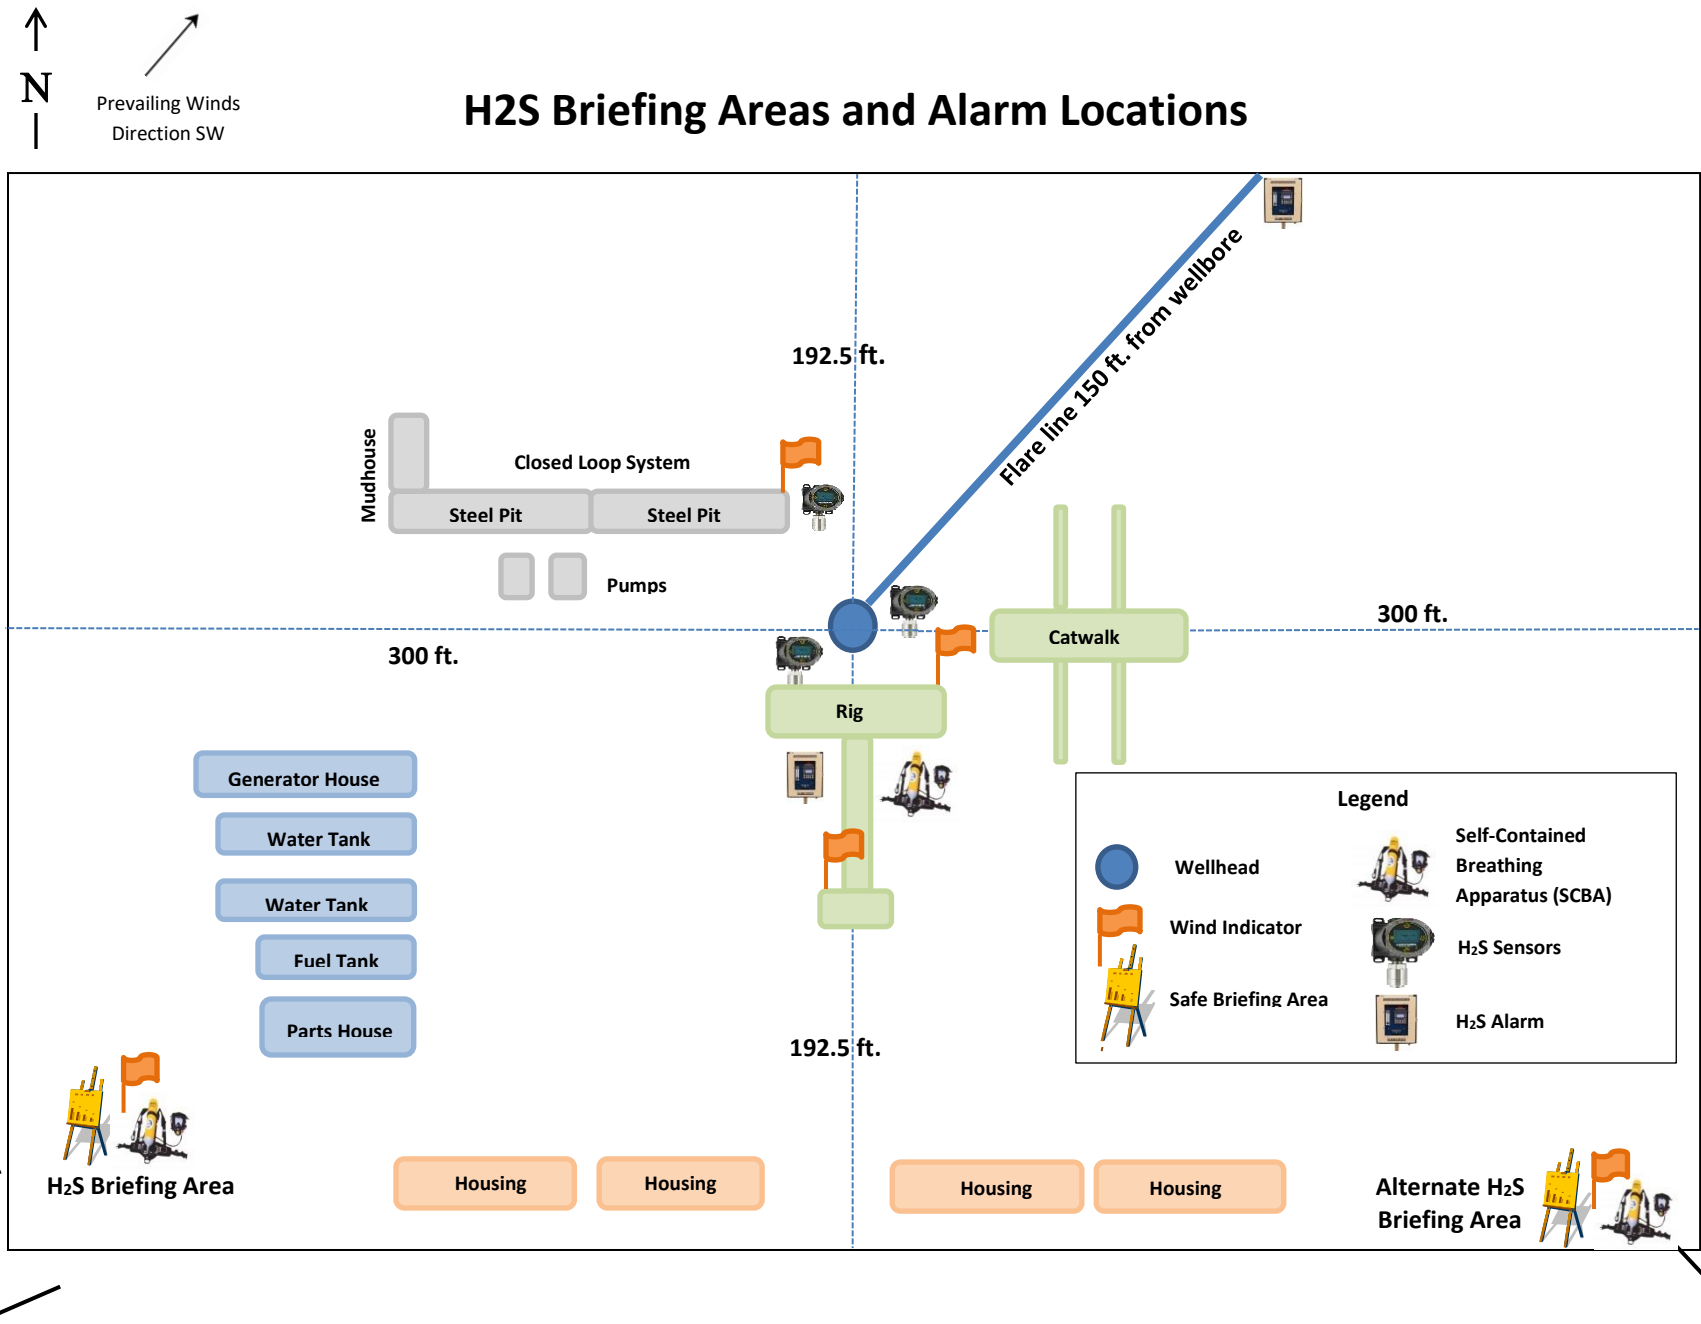 N
Prevailing Winds
Direction SW
H2S Briefing Areas and Alarm Locations
192.5 ft.
Flare line 150 ft. from wellbore
Mudhouse
Closed Loop System
Steel Pit
Steel Pit
Pumps
300 ft.
300 ft.
Catwalk
Rig
Generator House
Water Tank
Water Tank
Fuel Tank
Parts House
192.5 ft.
Legend
Wellhead
Wind Indicator
Safe Briefing Area
Self-Contained
Breathing
Apparatus (SCBA)
H2S Sensors
H2S Alarm
H2S Briefing Area
Housing
Housing
Housing
Housing
Alternate H2S
Briefing Area